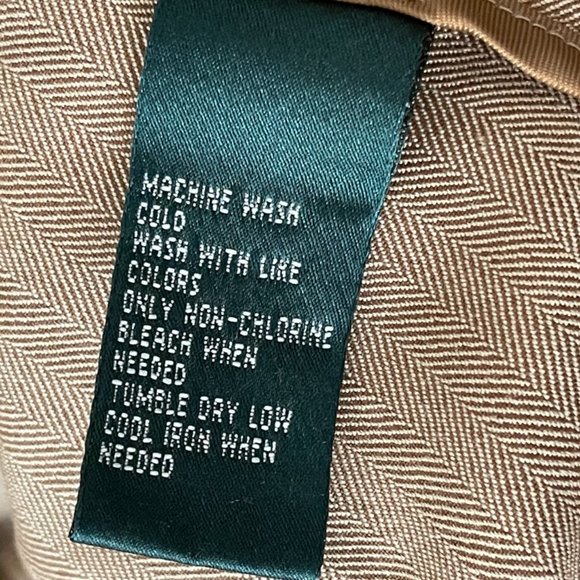 MACHINE WASH
COLD
WASH WITH LIKE
COLORS
ONLY NON-CHLORINE
BLEACH WHEN
NEEDED
TUMBLE DRY LOW
COOL IRON WHEN
NEEDED